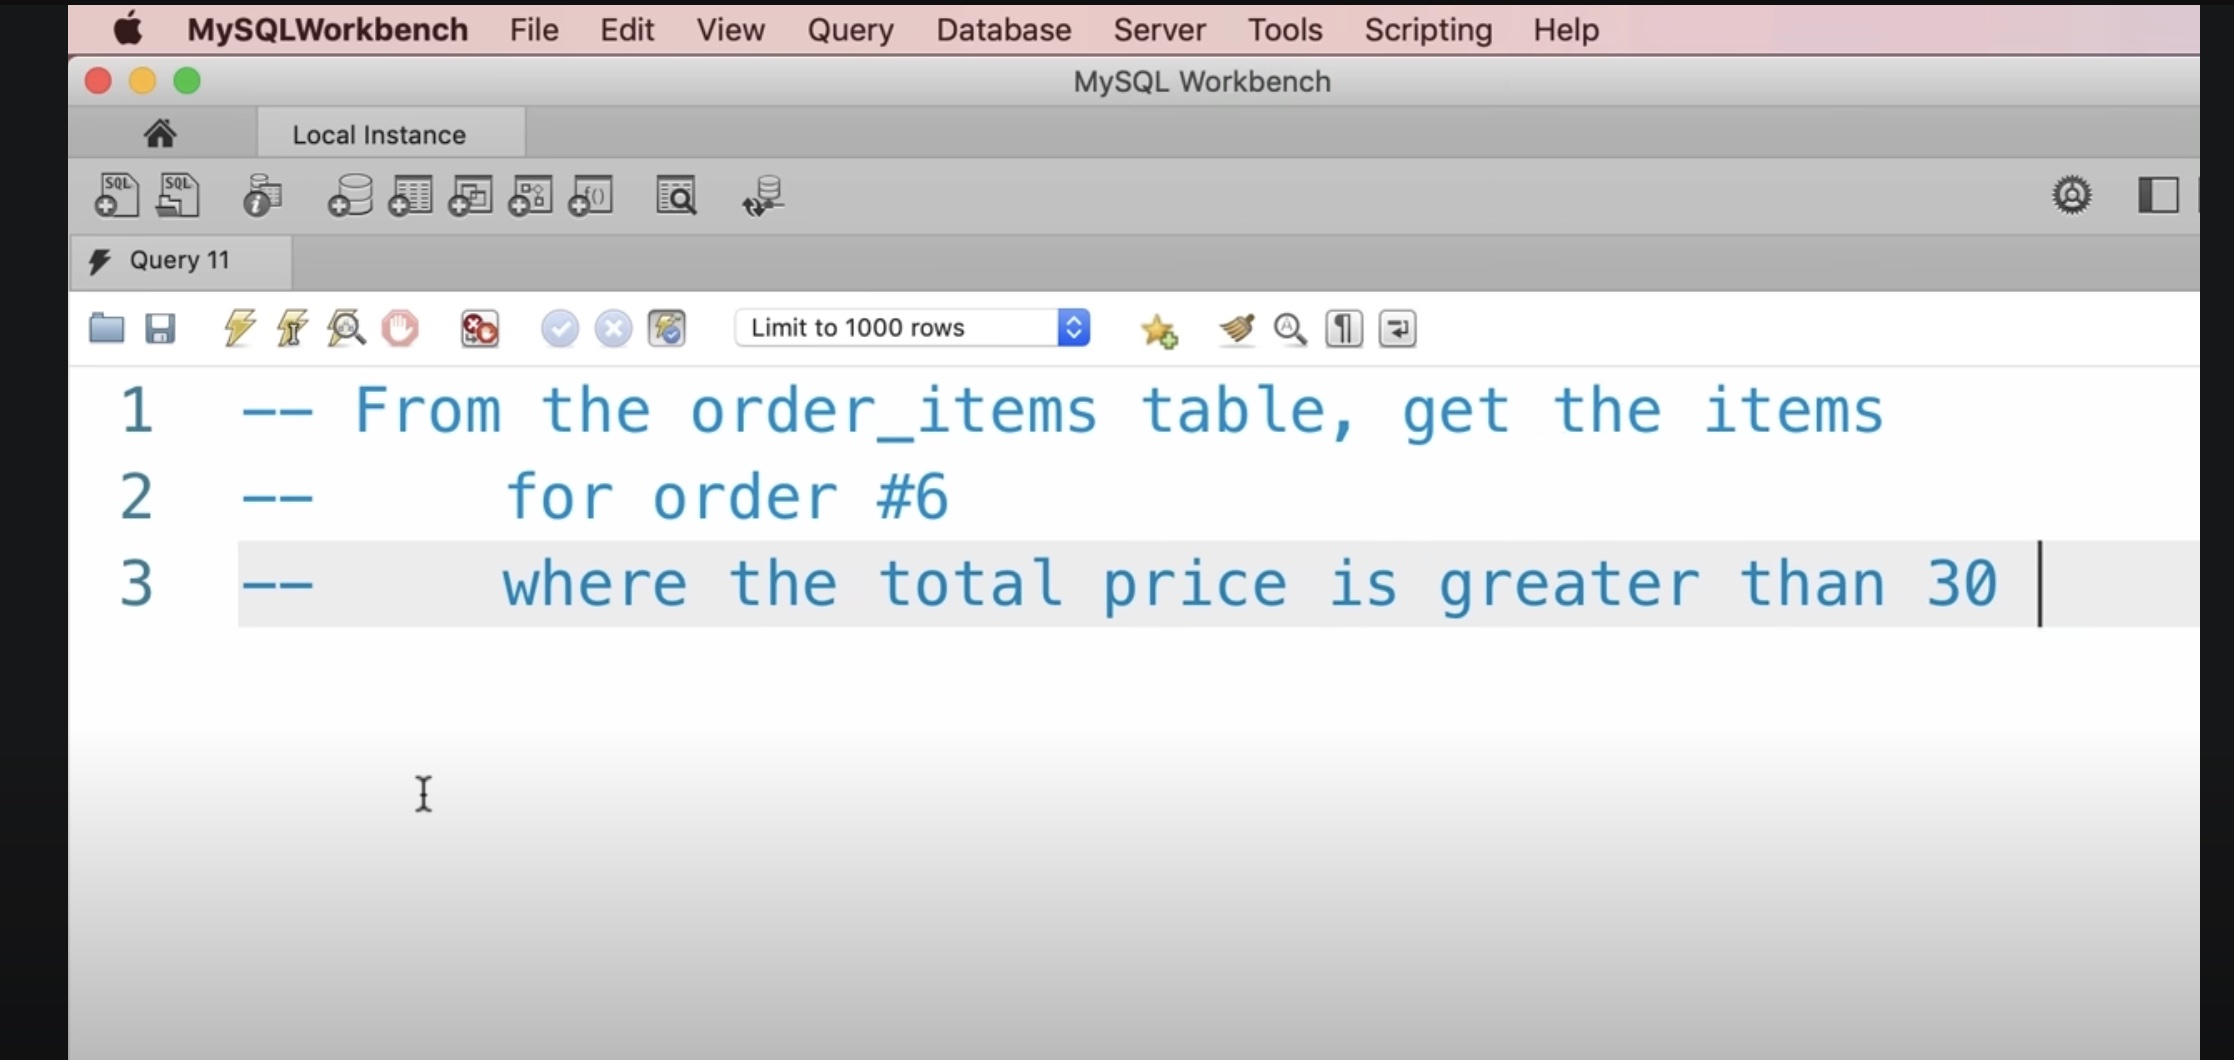 MySQLWorkbench File Edit View Query Database Server Tools Scripting Help
MySQL Workbench
Local Instance
SQL SQL f()
Query 11
Limit to 1000 rows
1 -- From the order_items table, get the items
2 -- for order #6
3 -- where the total price is greater than 30